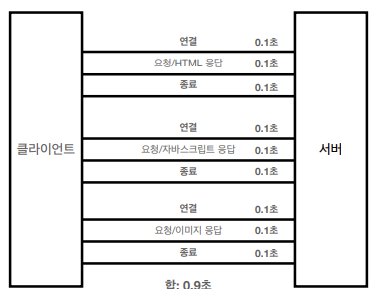 연결 0.1초
요청/HTML 응답 0.1초
종료 0.1초
연결 0.1초
클라이언트 요청/자바스크립트 응답 0.1초 서버
종료 0.1초
연결 0.1초
요청/이미지 응답 0.1초
종료 0.1초
합: 0.9초